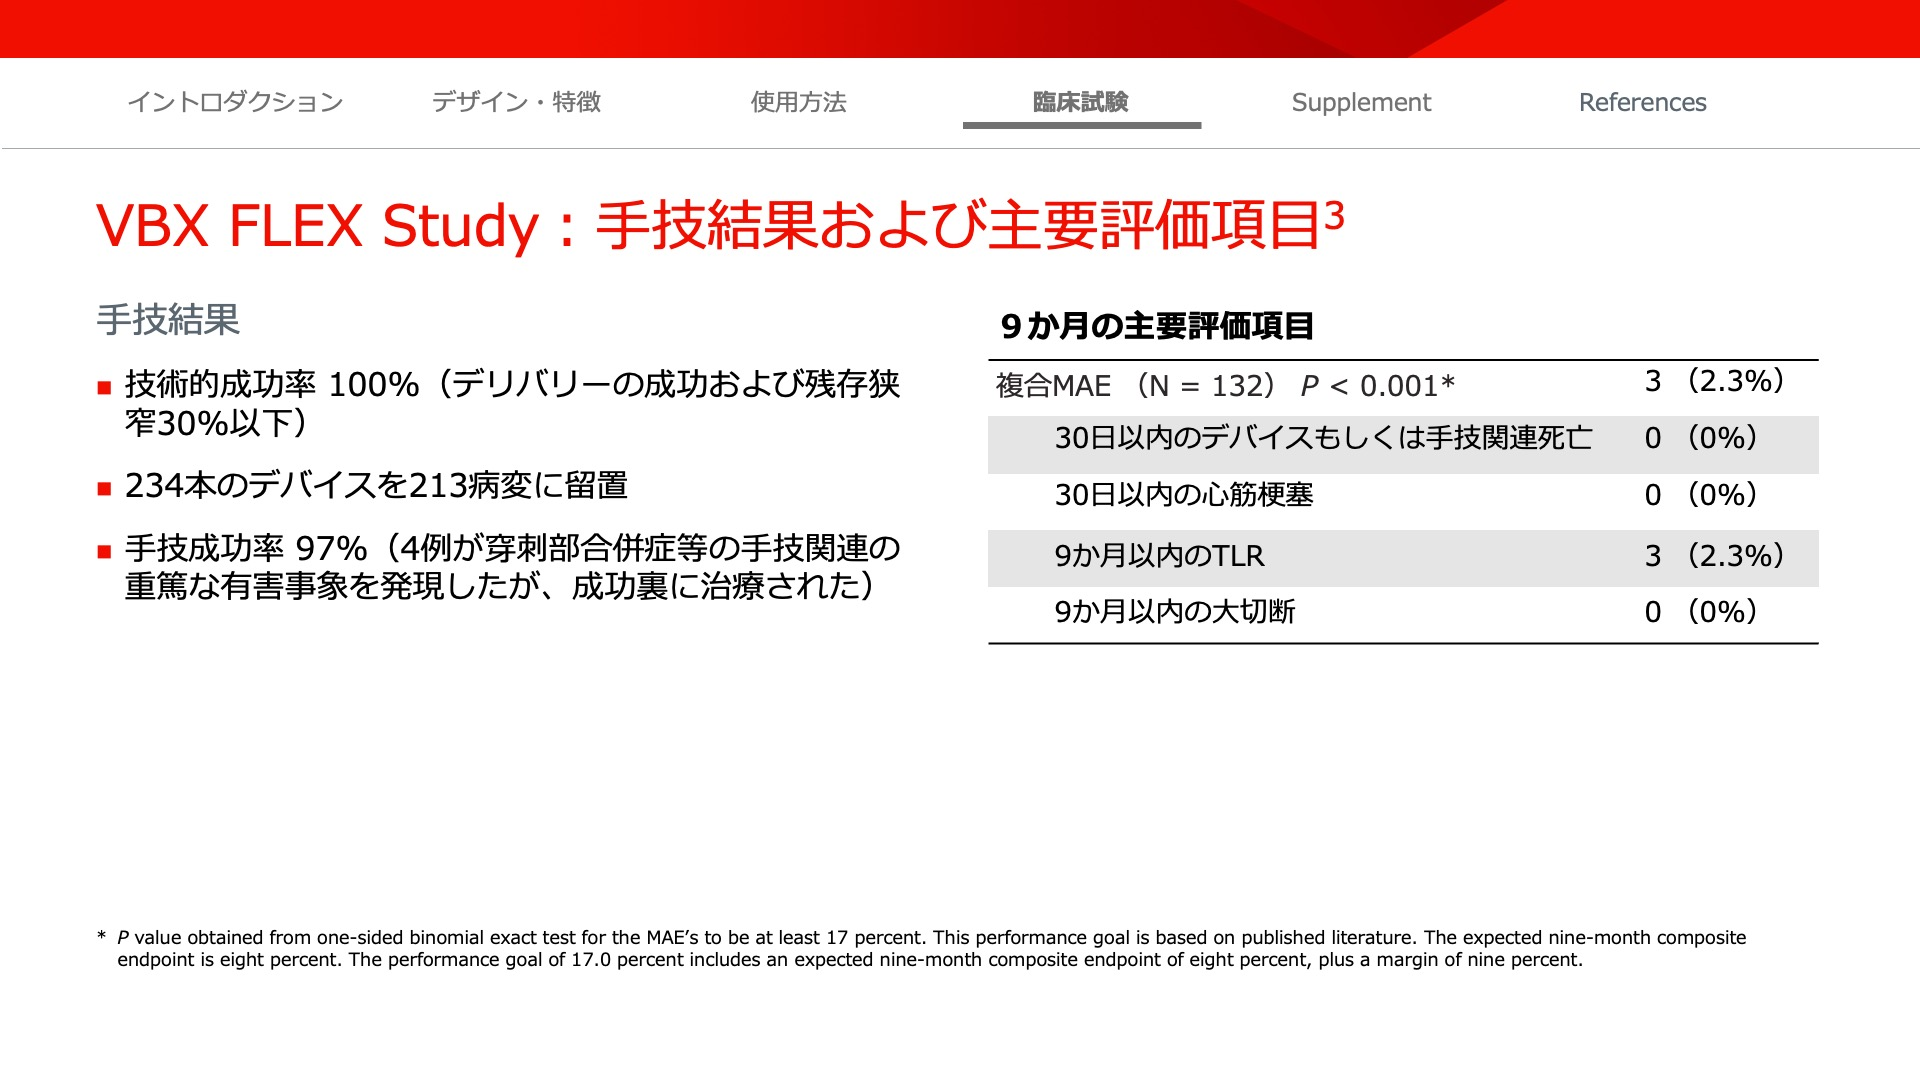 イントロダクション デザイン・特徴 使用方法 臨床試験 Supplement References
VBX FLEX Study：手技結果および主要評価項目3
手技結果
■ 技術的成功率 100%（デリバリーの成功および残存狭
窄30%以下）
■ 234本のデバイスを213病変に留置
■ 手技成功率 97%（4例が穿刺部合併症等の手技関連の
重篤な有害事象を発現したが、成功裏に治療された）
９か月の主要評価項目
複合MAE （N = 132） P < 0.001* 3 （2.3%）
30日以内のデバイスもしくは手技関連死亡 0 （0%）
30日以内の心筋梗塞 0 （0%）
9か月以内のTLR 3 （2.3%）
9か月以内の大切断 0 （0%）
* P value obtained from one-sided binomial exact test for the MAE’s to be at least 17 percent. This performance goal is based on published literature. The expected nine-month composite
endpoint is eight percent. The performance goal of 17.0 percent includes an expected nine-month composite endpoint of eight percent, plus a margin of nine percent.